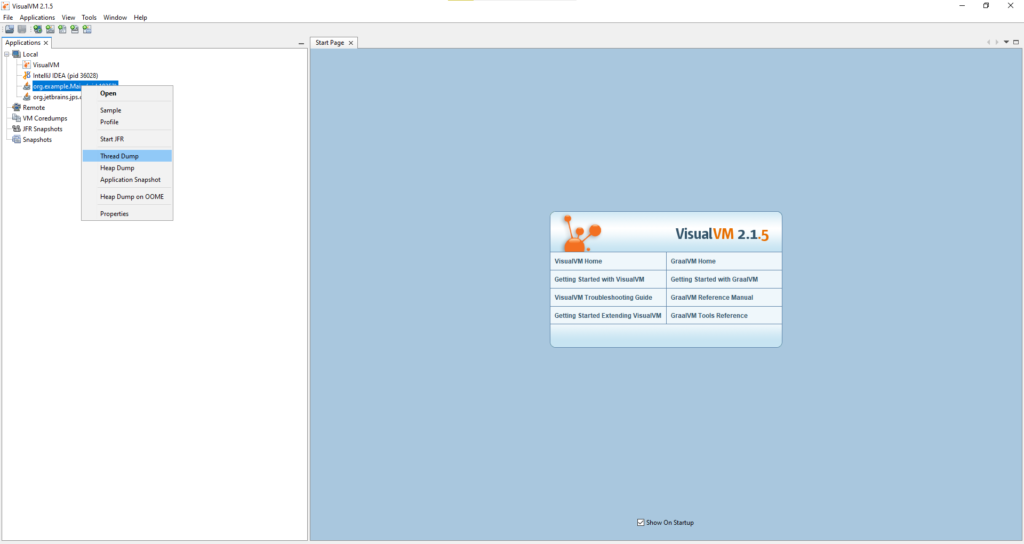 VisualVM 2.1.5
File Applications View Tools Window Help
Applications
Start Page
Local
VisualVM
IntelliJ IDEA (pid 36028)
org.example.Main
org.jetbrains.jps.
Remote
VM Coredumps
JFR Snapshots
Snapshots
Open
Sample
Profile
Start JFR
Thread Dump
Heap Dump
Application Snapshot
Heap Dump on OOME
Properties
VisualVM 2.1.5
VisualVM Home GraalVM Home
Getting Started with VisualVM Getting Started with GraalVM
VisualVM Troubleshooting Guide GraalVM Reference Manual
Getting Started Extending VisualVM GraalVM Tools Reference
Show On Startup